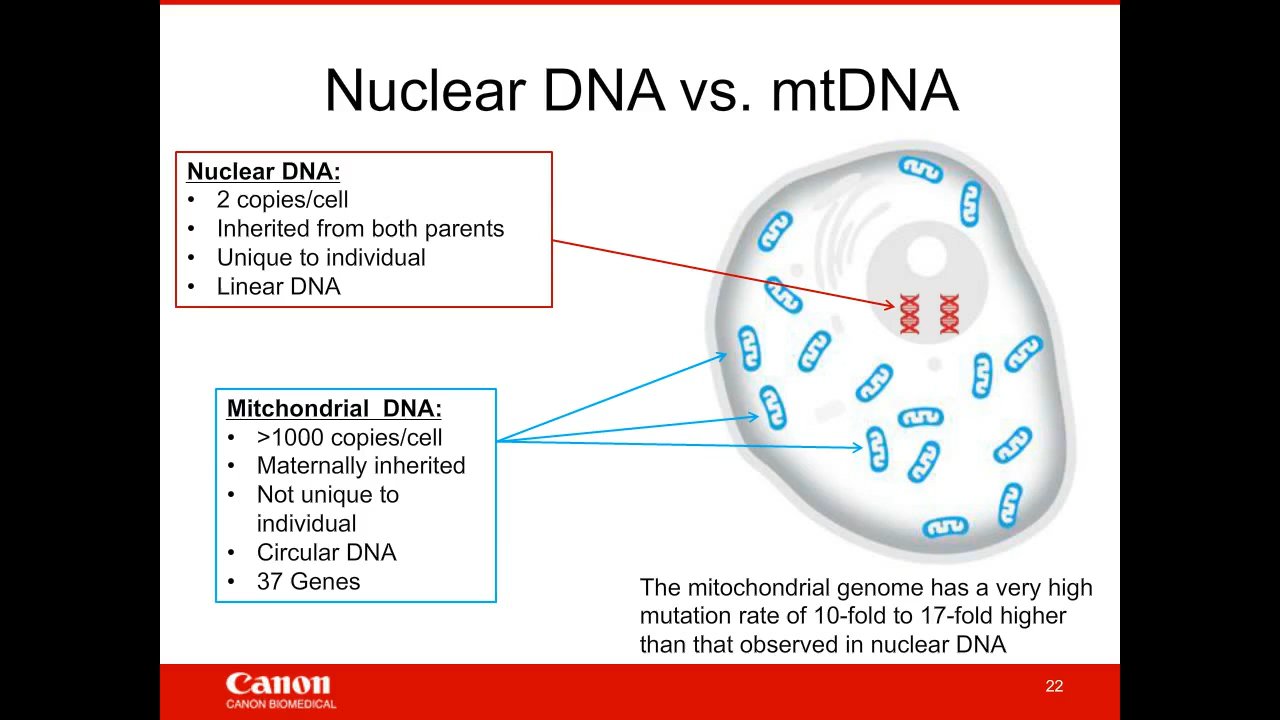 Nuclear DNA vs. mtDNA
Nuclear DNA:
• 2 copies/cell
• Inherited from both parents
• Unique to individual
• Linear DNA
Mitchondrial DNA:
• >1000 copies/cell
• Maternally inherited
• Not unique to
individual
• Circular DNA
• 37 Genes
The mitochondrial genome has a very high
mutation rate of 10-fold to 17-fold higher
than that observed in nuclear DNA
Canon
CANON BIOMEDICAL
22